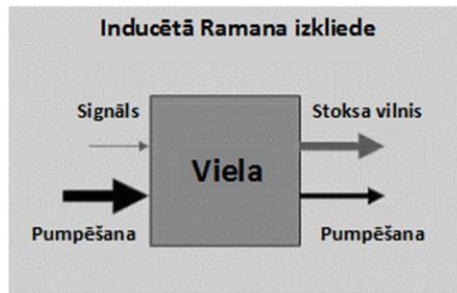 Inducētā Ramana izkliede
Signāls
Stoksa vilnis
Viela
Pumpēšana
Pumpēšana